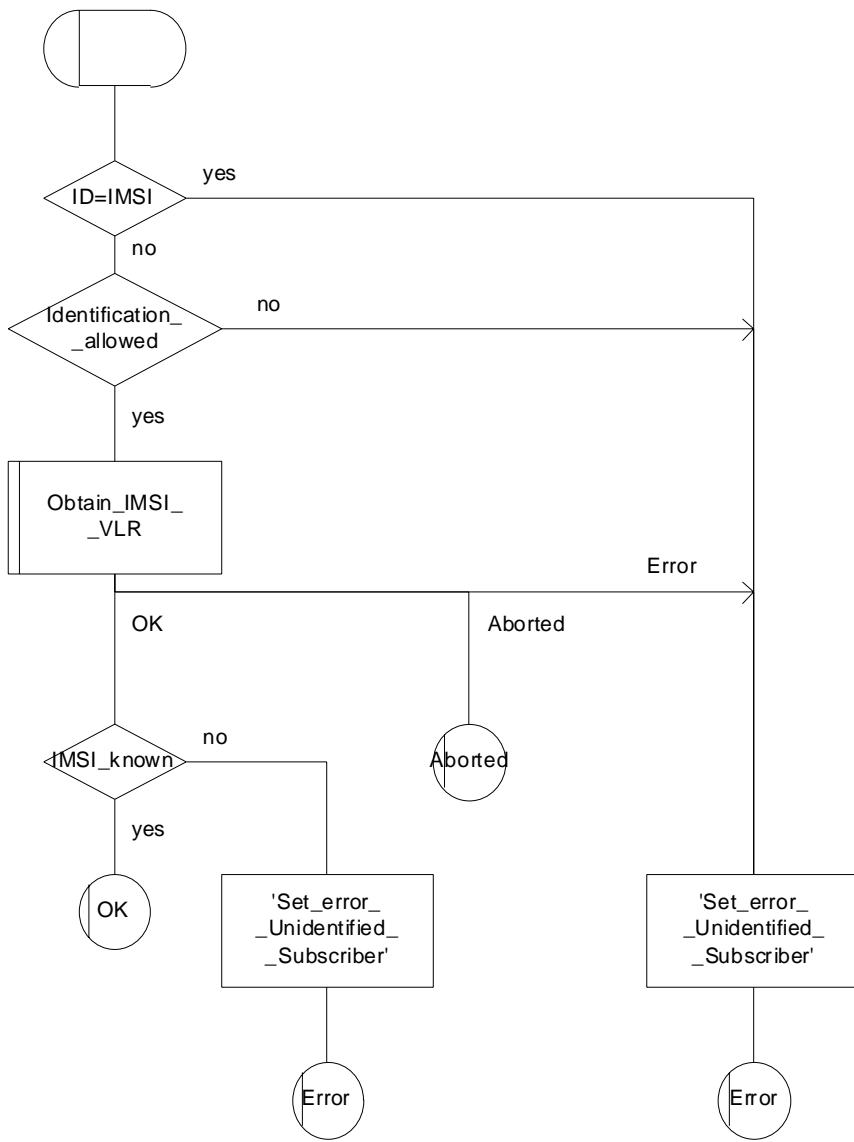 yes
ID=IMSI
no
Identification_
_allowed
no
yes
Obtain_IMSI_
_VLR
Error
OK
Aborted
no
IMSI_known
Aborted
yes
OK
'Set_error_
_Unidentified_
_Subscriber'
'Set_error_
_Unidentified_
_Subscriber'
Error
Error